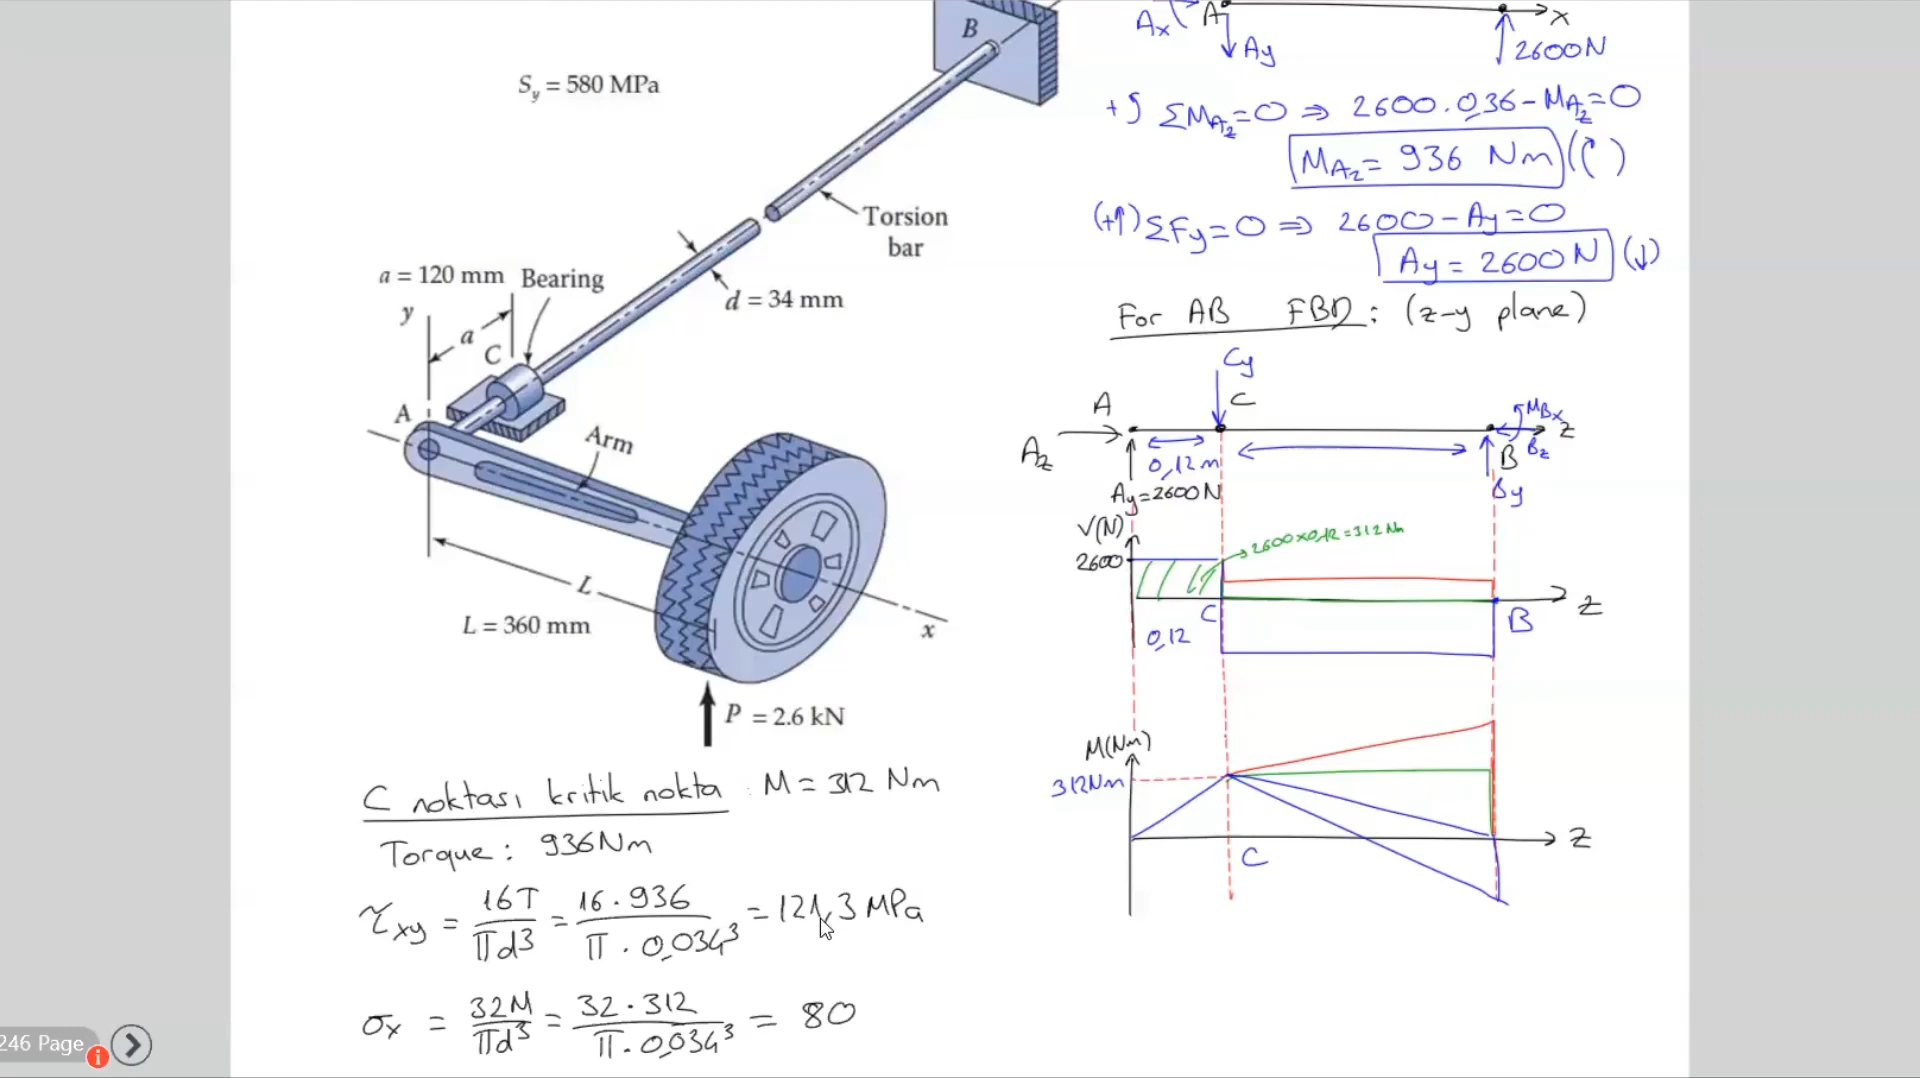 B
S_y = 580 MPa
Torsion
bar
a = 120 mm Bearing
y
a
C
d = 34 mm
A
Arm
L
L = 360 mm
x
P = 2.6 kN
C noktası kritik nokta : M = 312 Nm
Torque : 936Nm
τxy = 16T/πd³ = 16.936/π.0,034³ = 121,3 MPa
σx = 32M/πd³ = 32.312/π.0,034³ = 80
Ax A x
Ay 2600N
+ ΣMAz=0 ⇒ 2600.0,36-MAz=0
MAz= 936 Nm ( )
(+↑) ΣFy=0 ⇒ 2600-Ay=0
Ay = 2600N (↓)
For AB FBD : (z-y plane)
Cy
A C MBx z
Az 0,12m B Bz
Ay=2600N By
V(N) 2600x0,12=312Nm
2600
C B z
0,12
M(Nm)
312Nm
z
C
246 Page